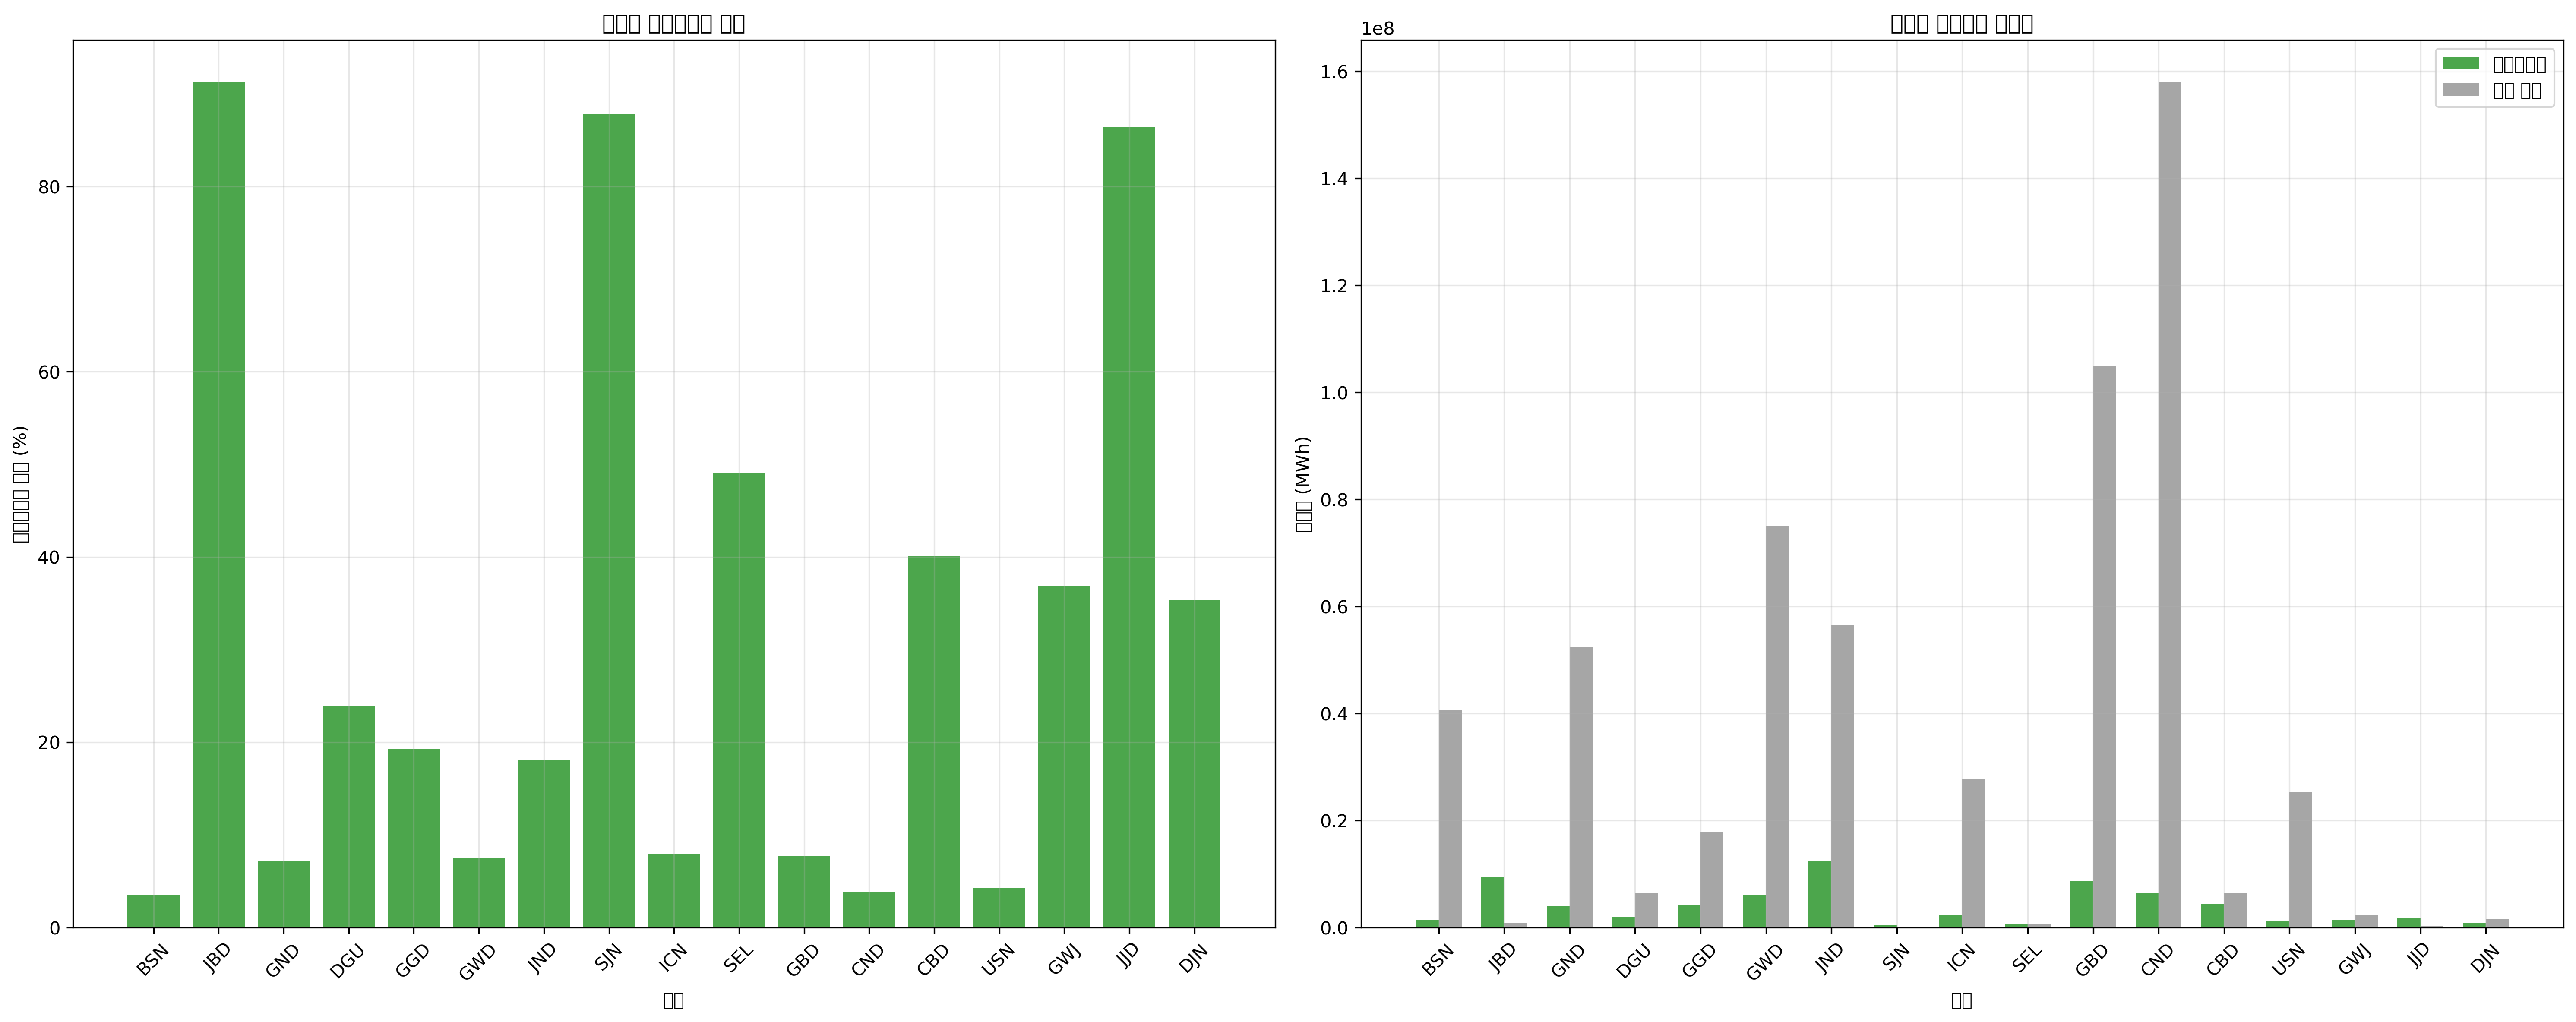 80
60
40
20
0
(%)
BSN
JBD
GND
DGU
GGD
GWD
JND
SJN
ICN
SEL
GBD
CND
CBD
USN
GWJ
JJD
DJN
1e8
1.6
1.4
1.2
1.0
0.8
0.6
0.4
0.2
0.0
(MWh)
BSN
JBD
GND
DGU
GGD
GWD
JND
SJN
ICN
SEL
GBD
CND
CBD
USN
GWJ
JJD
DJN